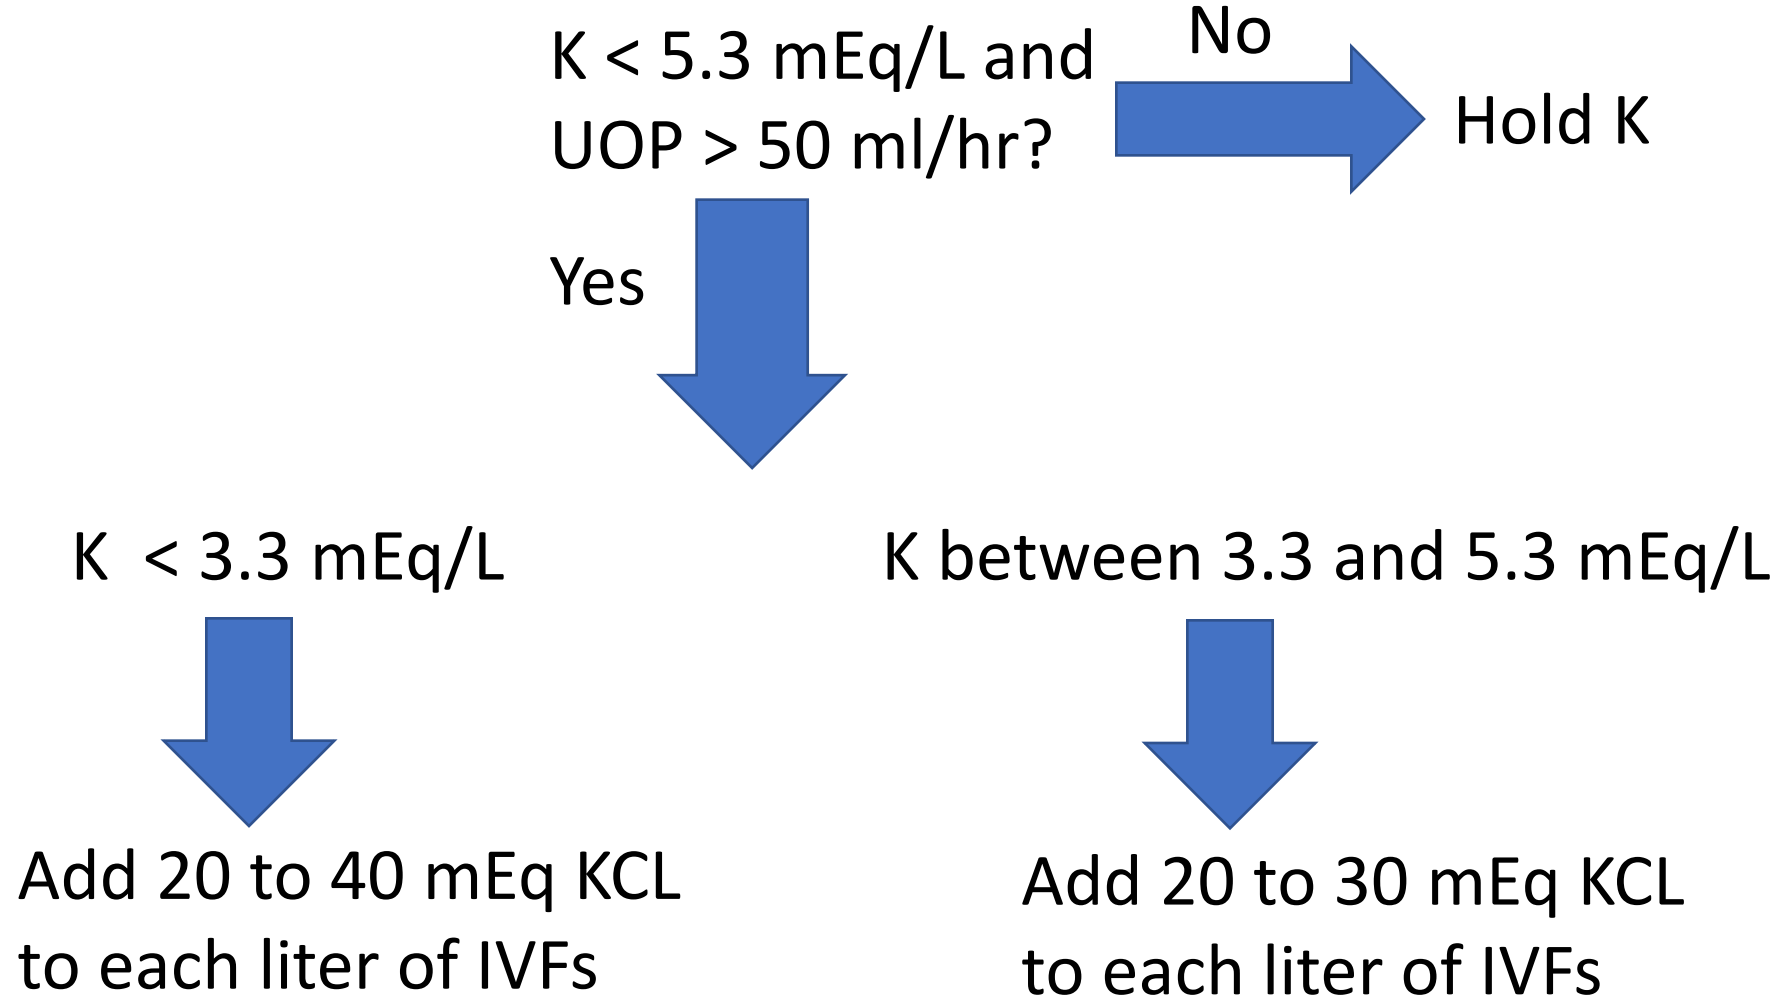 K < 5.3 mEq/L and
UOP > 50 ml/hr?
No
Hold K
Yes
K < 3.3 mEq/L
K between 3.3 and 5.3 mEq/L
Add 20 to 40 mEq KCL
to each liter of IVFs
Add 20 to 30 mEq KCL
to each liter of IVFs